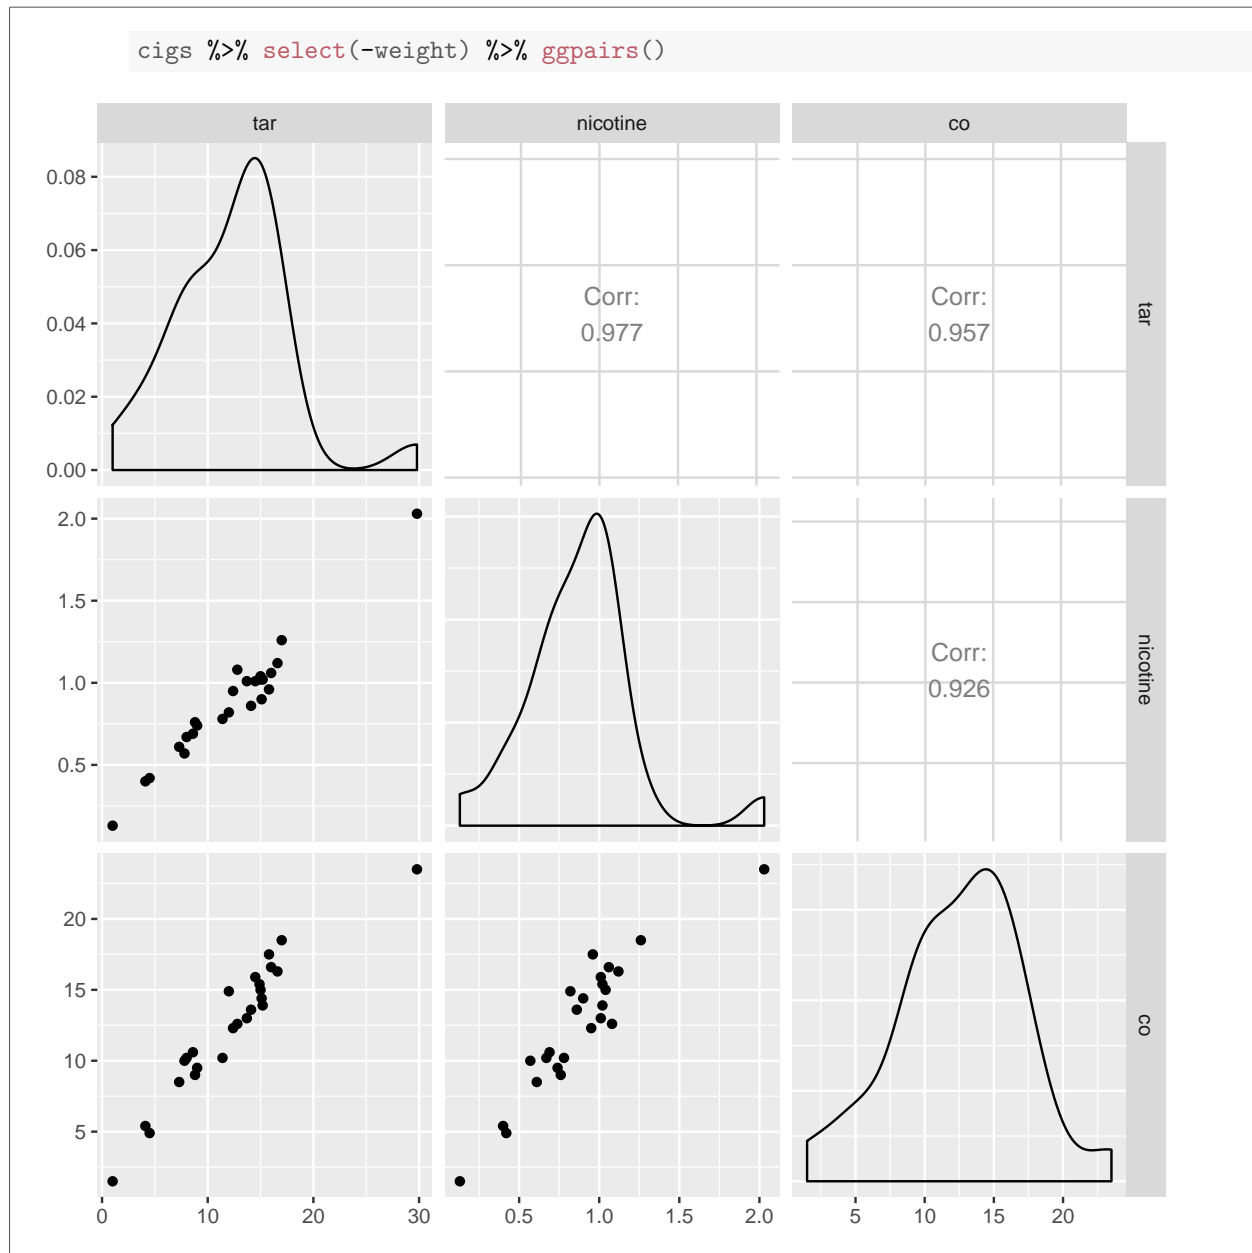 cigs %>% select(-weight) %>% ggpairs()
tar
nicotine
co
0.08
0.06
0.04
0.02
0.00
Corr:
0.977
Corr:
0.957
tar
2.0
1.5
1.0
0.5
Corr:
0.926
nicotine
20
15
10
5
co
0 10 20 30
0.5 1.0 1.5 2.0
5 10 15 20